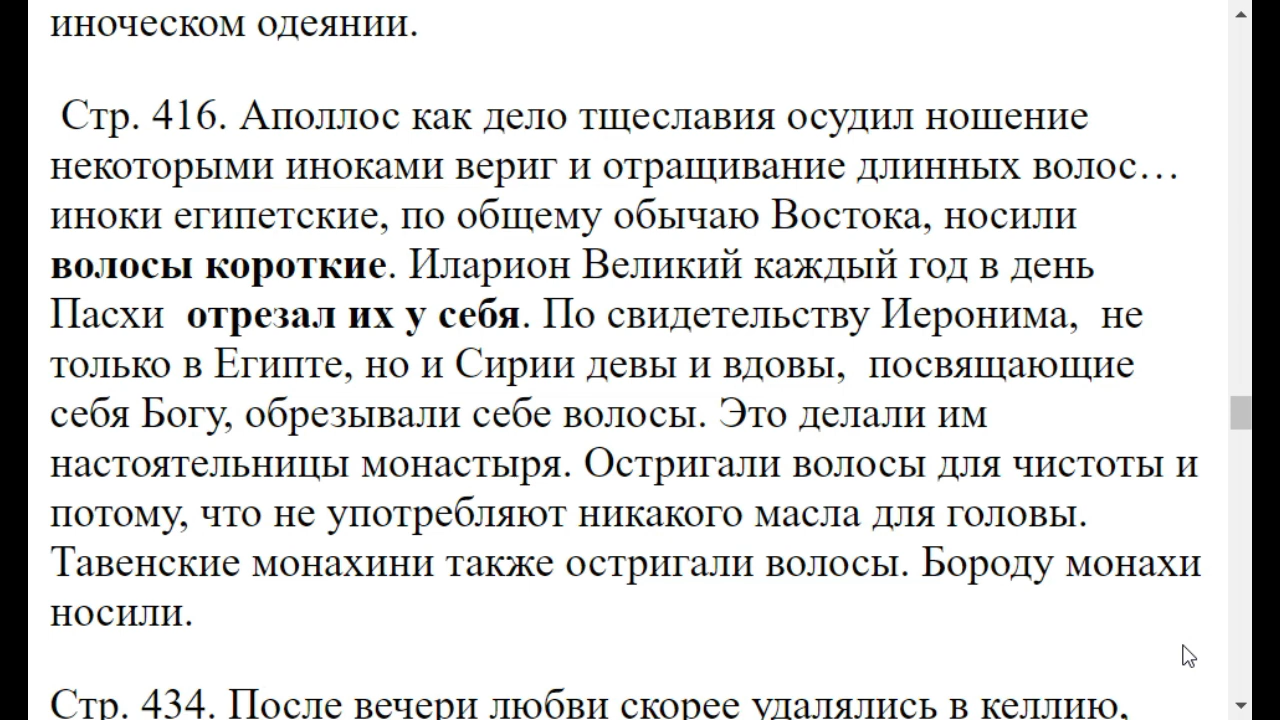 иноческом одеянии.
Стр. 416. Аполлос как дело тщеславия осудил ношение
некоторыми иноками вериг и отращивание длинных волос…
иноки египетские, по общему обычаю Востока, носили
волосы короткие. Иларион Великий каждый год в день
Пасхи отрезал их у себя. По свидетельству Иеронима, не
только в Египте, но и Сирии девы и вдовы, посвящающие
себя Богу, обрезывали себе волосы. Это делали им
настоятельницы монастыря. Остригали волосы для чистоты и
потому, что не употребляют никакого масла для головы.
Тавенские монахини также остригали волосы. Бороду монахи
носили.
Стр. 434. После вечери любви скорее удалялись в келлию,